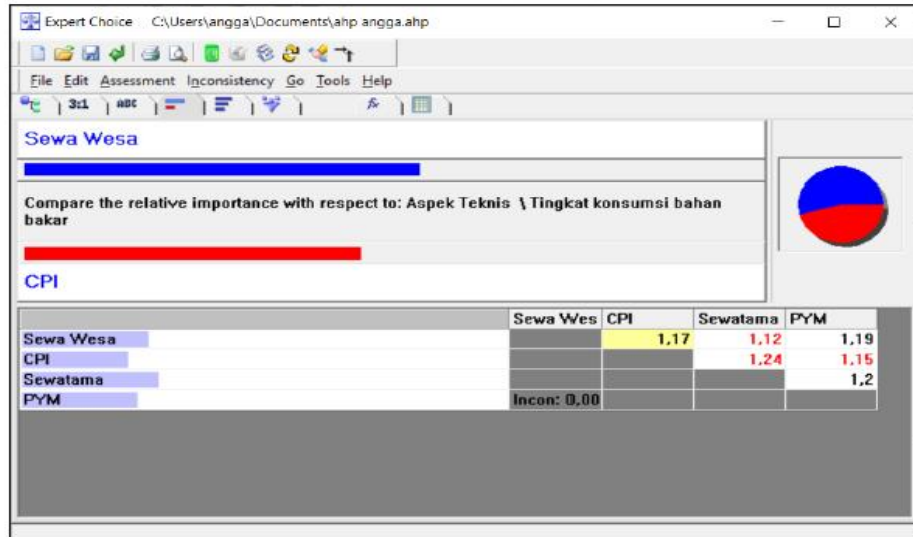 Expert Choice C:\Users\angga\Documents\ahp angga.ahp
File Edit Assessment Inconsistency Go Tools Help
3:1 ABC fx
Sewa Wesa
Compare the relative importance with respect to: Aspek Teknis \ Tingkat konsumsi bahan
bakar
CPI
Sewa Wes CPI Sewatama PYM
Sewa Wesa 1,17 1,12 1,19
CPI 1,24 1,15
Sewatama 1,2
PYM Incon: 0,00